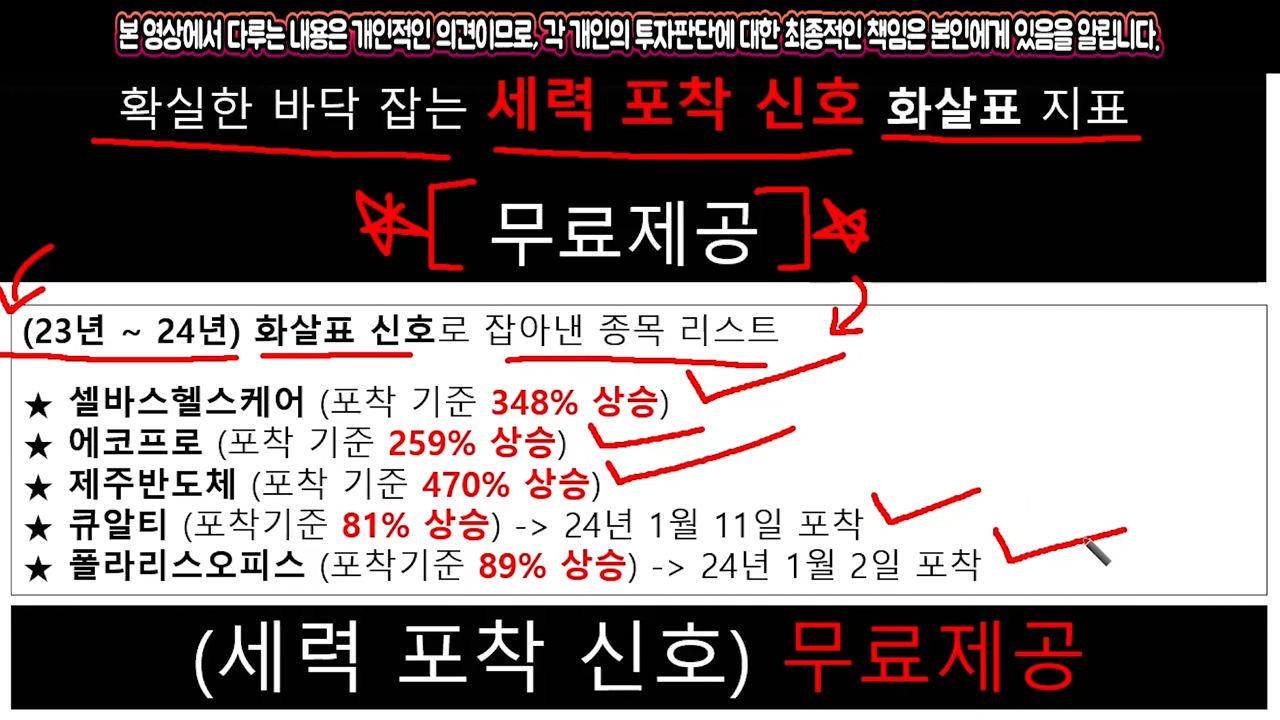 본 영상에서 다루는 내용은 개인적인 의견이므로, 각 개인의 투자판단에 대한 최종적인 책임은 본인에게 있음을 알립니다.
확실한 바닥 잡는 세력 포착 신호 화살표 지표
무료제공
(23년 ~ 24년) 화살표 신호로 잡아낸 종목 리스트
★ 셀바스헬스케어 (포착 기준 348% 상승)
★ 에코프로 (포착 기준 259% 상승)
★ 제주반도체 (포착 기준 470% 상승)
★ 큐알티 (포착기준 81% 상승) -> 24년 1월 11일 포착
★ 폴라리스오피스 (포착기준 89% 상승) -> 24년 1월 2일 포착
(세력 포착 신호) 무료제공